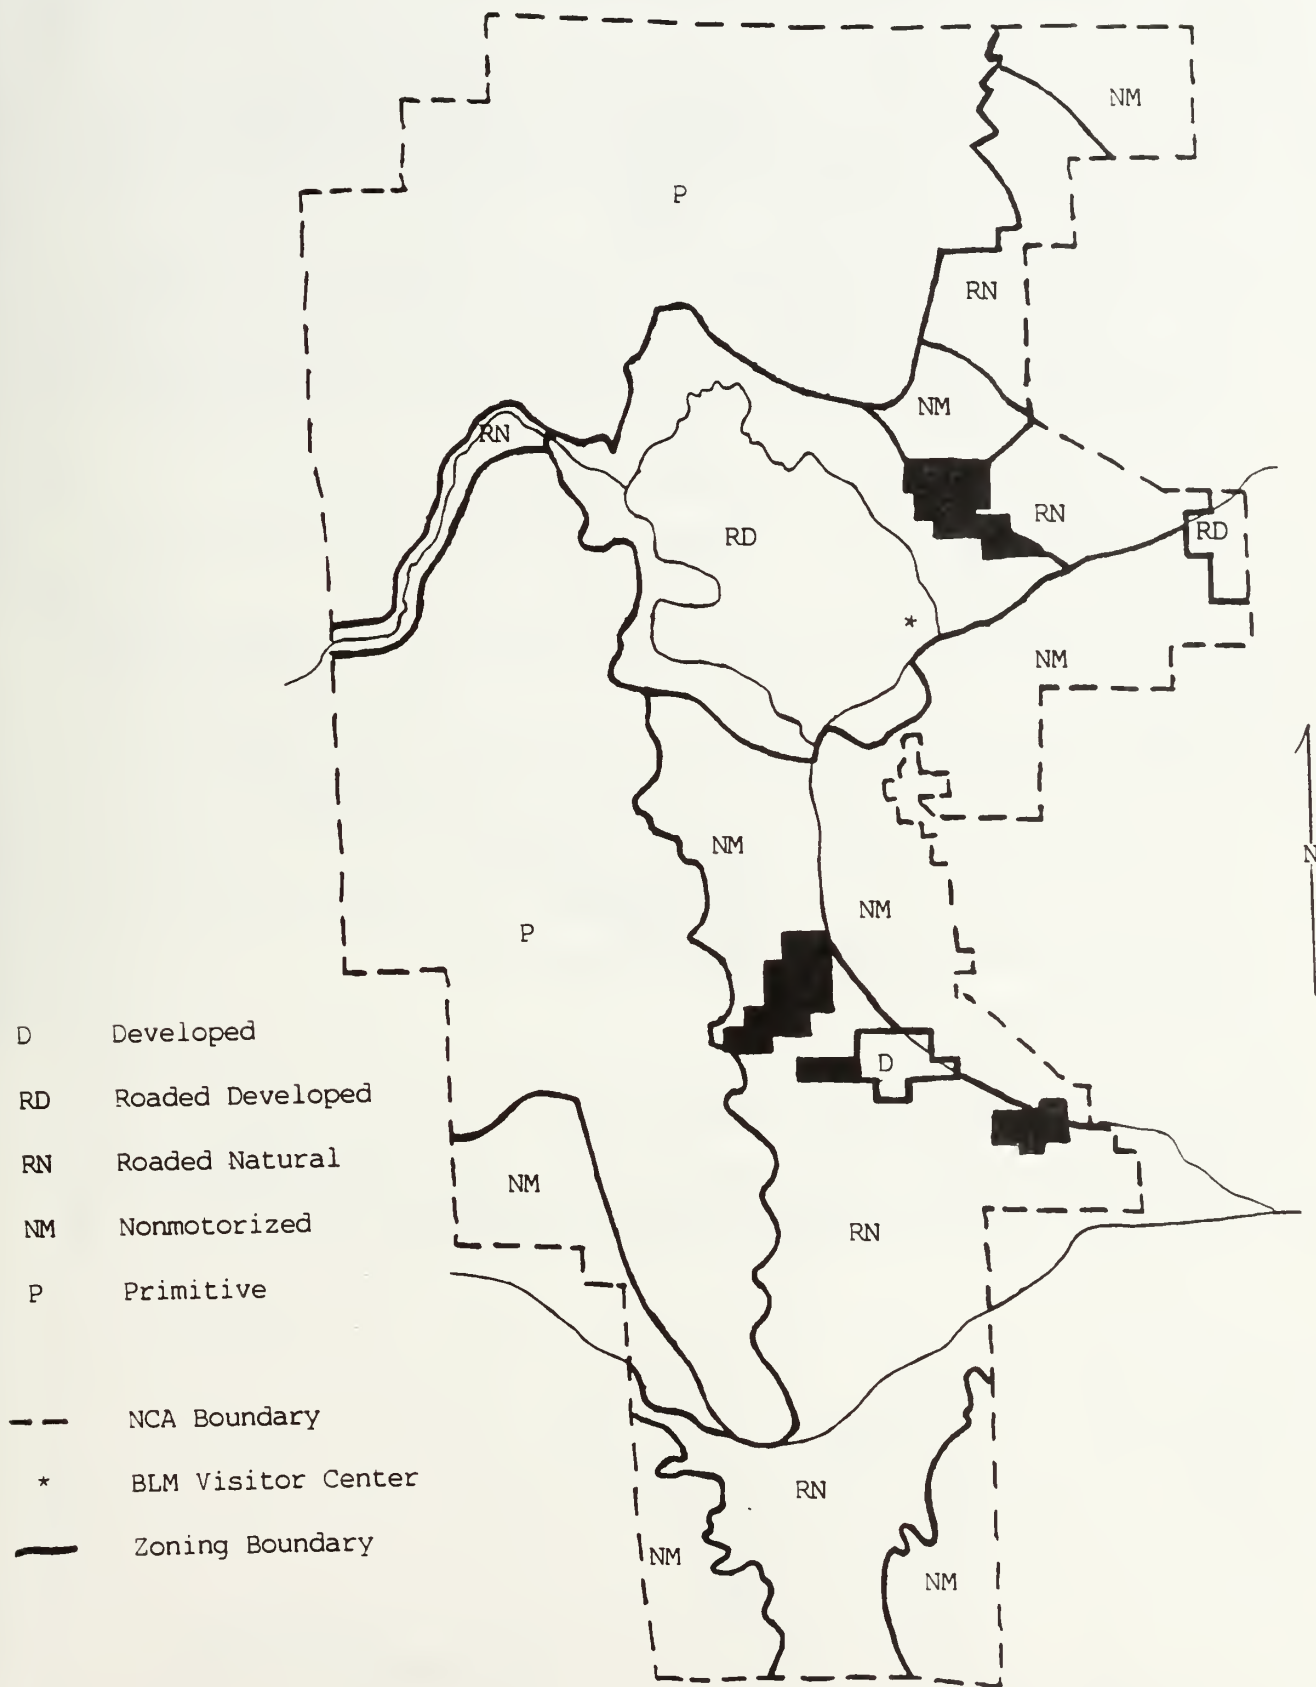 NM
P
RN
NM
RN
RN
RD
RD
*
NM
N
NM
NM
P
D Developed
D
RD Roaded Developed
RN Roaded Natural
NM
NM Nonmotorized
RN
P Primitive
NCA Boundary
* BLM Visitor Center
RN
Zoning Boundary
NM
NM